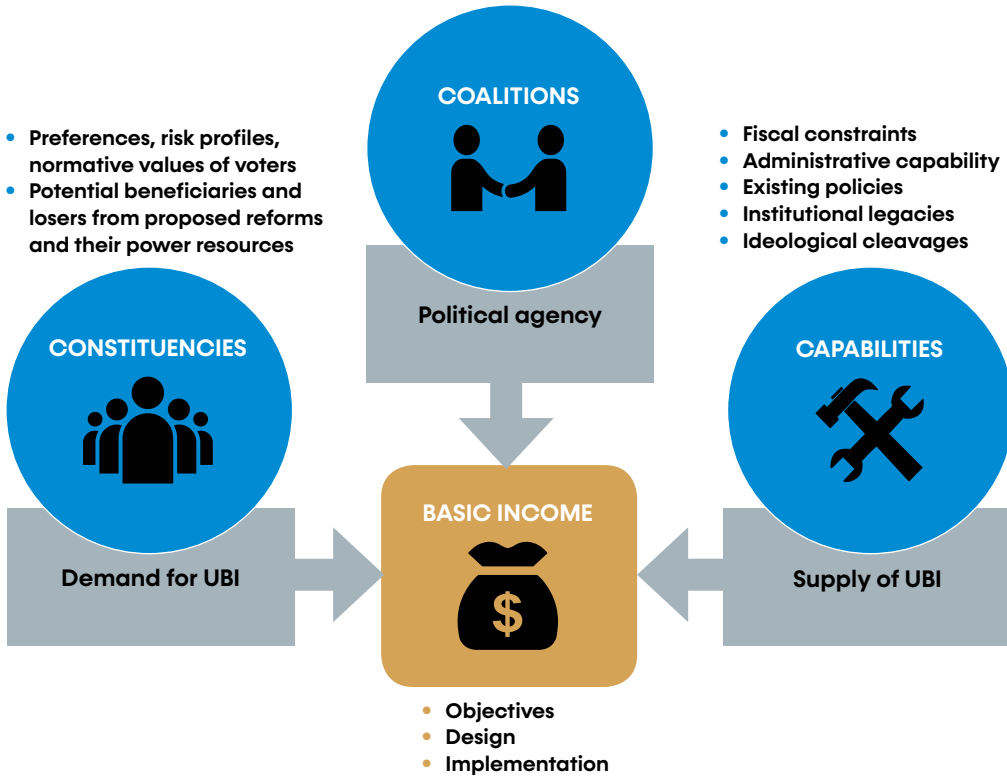 COALITIONS
Political agency
• Preferences, risk profiles,
normative values of voters
• Potential beneficiaries and
losers from proposed reforms
and their power resources
CONSTITUENCIES
Demand for UBI
• Fiscal constraints
• Administrative capability
• Existing policies
• Institutional legacies
• Ideological cleavages
CAPABILITIES
Supply of UBI
BASIC INCOME
$
• Objectives
• Design
• Implementation